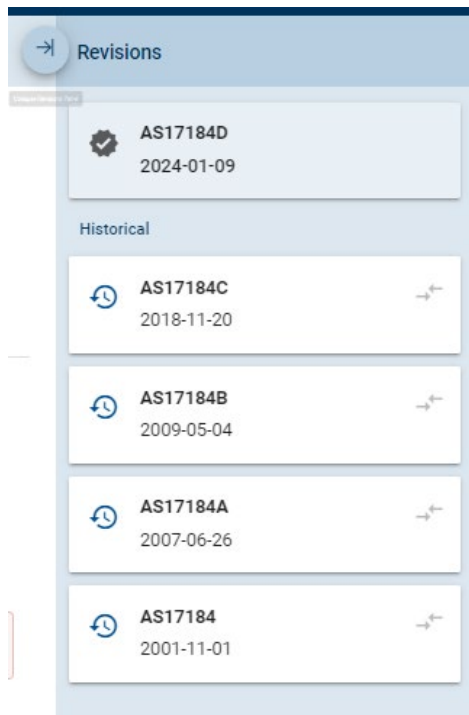 Revisions
AS17184D
2024-01-09
Historical
AS17184C
2018-11-20
AS17184B
2009-05-04
AS17184A
2007-06-26
AS17184
2001-11-01